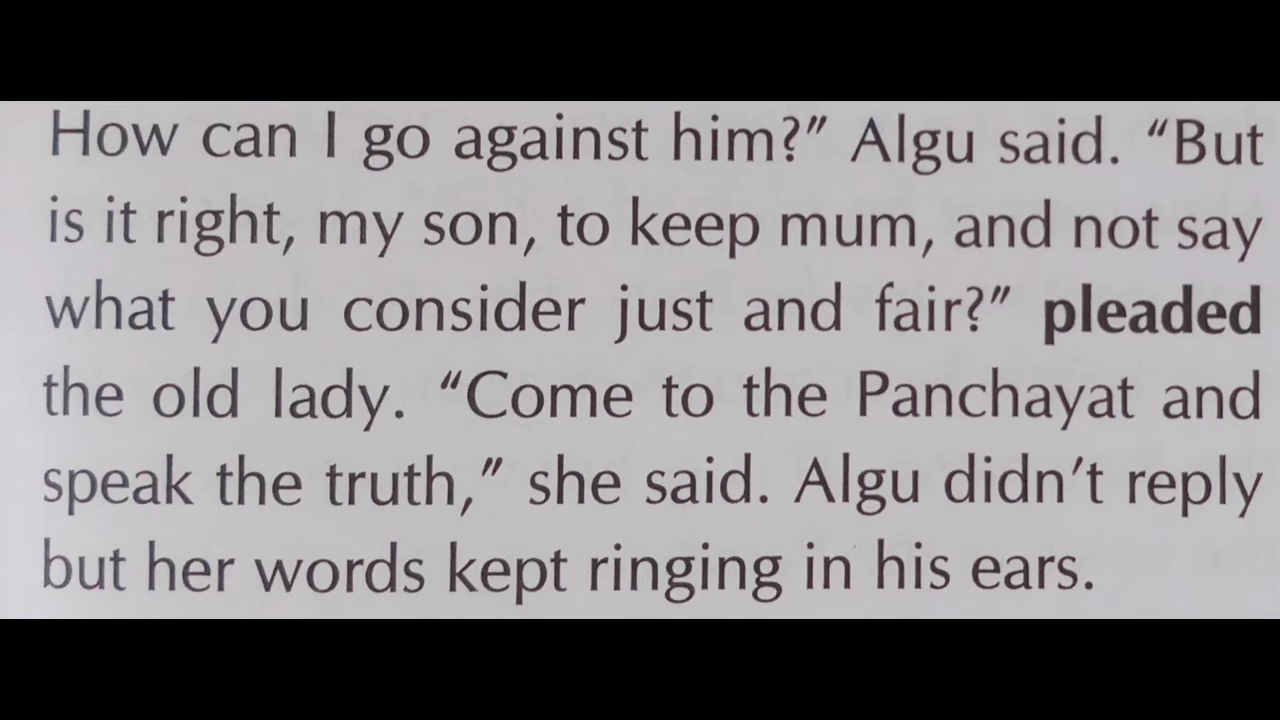 How can I go against him?” Algu said. “But
is it right, my son, to keep mum, and not say
what you consider just and fair?” pleaded
the old lady. “Come to the Panchayat and
speak the truth,” she said. Algu didn’t reply
but her words kept ringing in his ears.